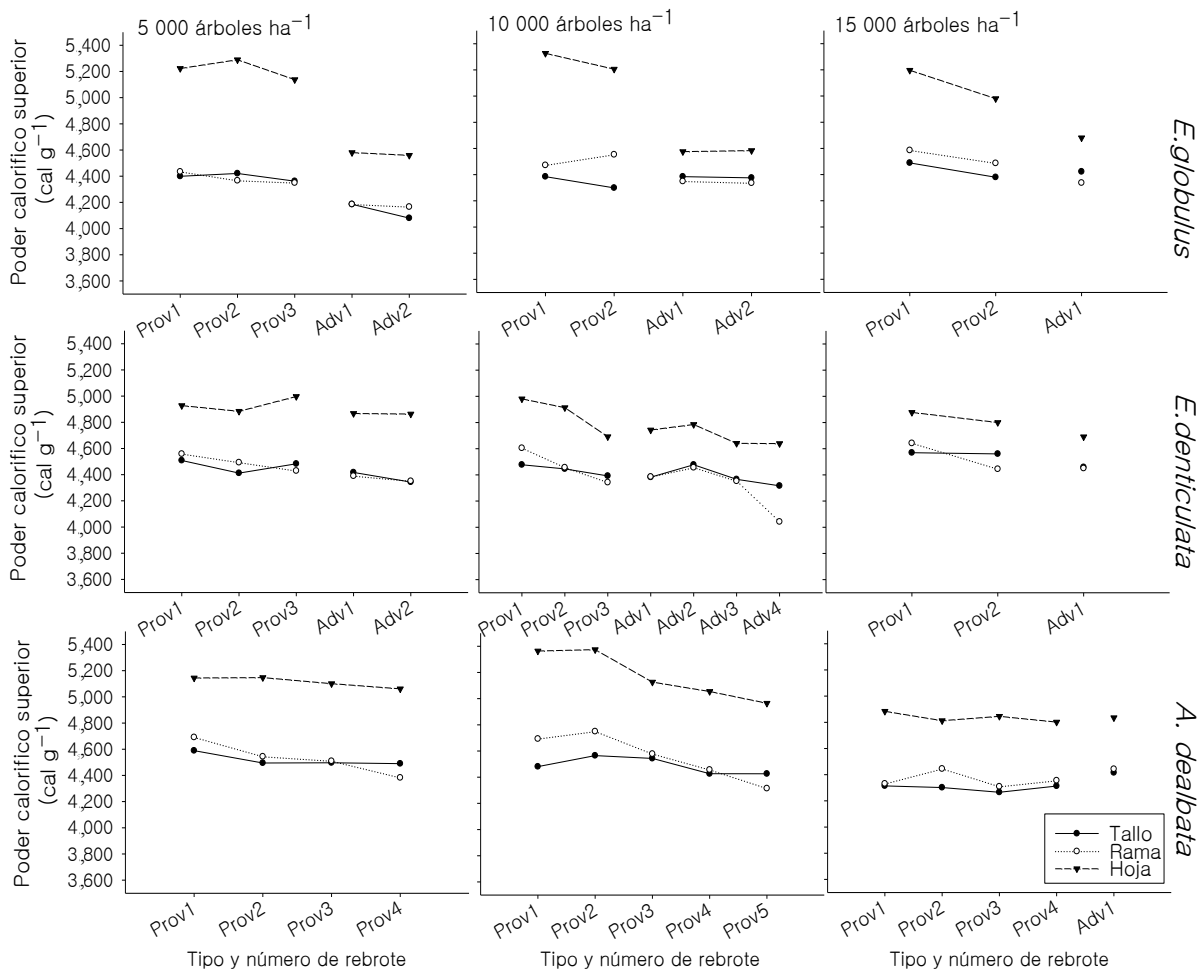 5 000 árboles ha⁻¹
10 000 árboles ha⁻¹
15 000 árboles ha⁻¹
Poder calorifico superior
(cal g⁻¹)
5,400
5,200
5,000
4,800
4,600
4,400
4,200
4,000
3,800
3,600
Prov1 Prov2 Prov3 Adv1 Adv2
Prov1 Prov2 Adv1 Adv2
Prov1 Prov2 Adv1
E.globulus
Poder calorifico superior
(cal g⁻¹)
5,400
5,200
5,000
4,800
4,600
4,400
4,200
4,000
3,800
3,600
Prov1 Prov2 Prov3 Adv1 Adv2
Prov1 Prov2 Prov3 Adv1 Adv2 Adv3 Adv4
Prov1 Prov2 Adv1
E.denticulata
Poder calorifico superior
(cal g⁻¹)
5,400
5,200
5,000
4,800
4,600
4,400
4,200
4,000
3,800
3,600
Prov1 Prov2 Prov3 Prov4
Prov1 Prov2 Prov3 Prov4 Prov5
Prov1 Prov2 Prov3 Prov4 Adv1
A. dealbata
Tallo
Rama
Hoja
Tipo y número de rebrote
Tipo y número de rebrote
Tipo y número de rebrote